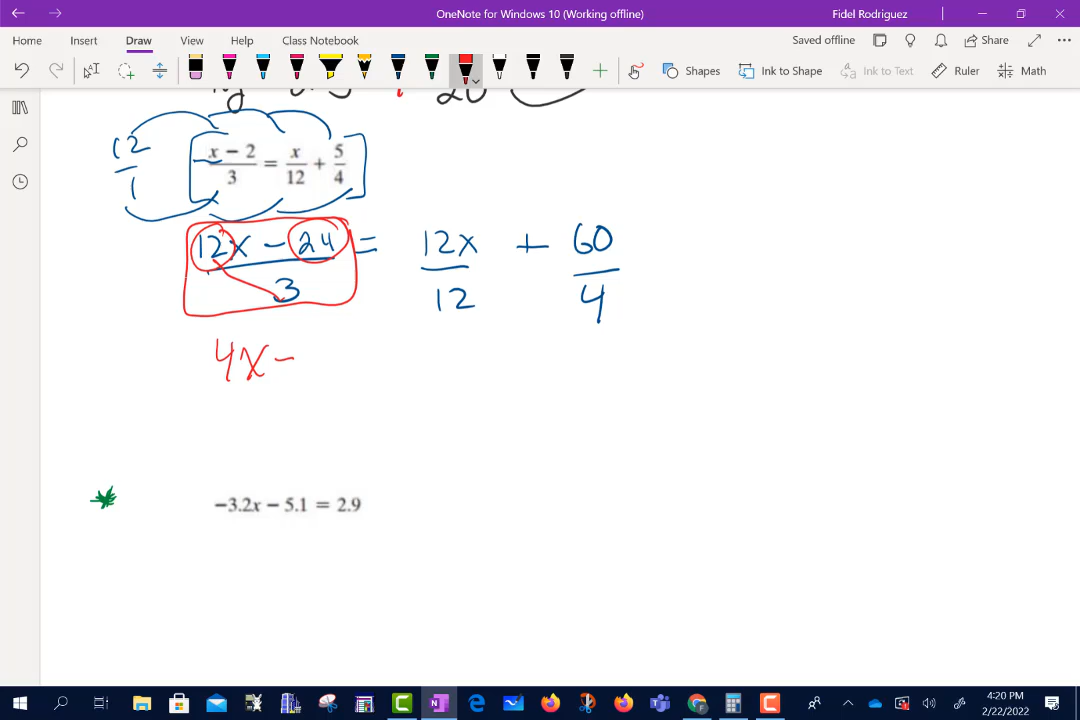 OneNote for Windows 10 (Working offline)
Fidel Rodriguez
Home Insert Draw View Help Class Notebook
Saved offline
Share
Shapes
Ink to Shape
Ink to Text
Ruler
Math
20
12/1 [(x − 2)/3 = x/12 + 5/4]
(12x − 24)/3 = 12x/12 + 60/4
4x −
−3.2x − 5.1 = 2.9
4:20 PM
2/22/2022